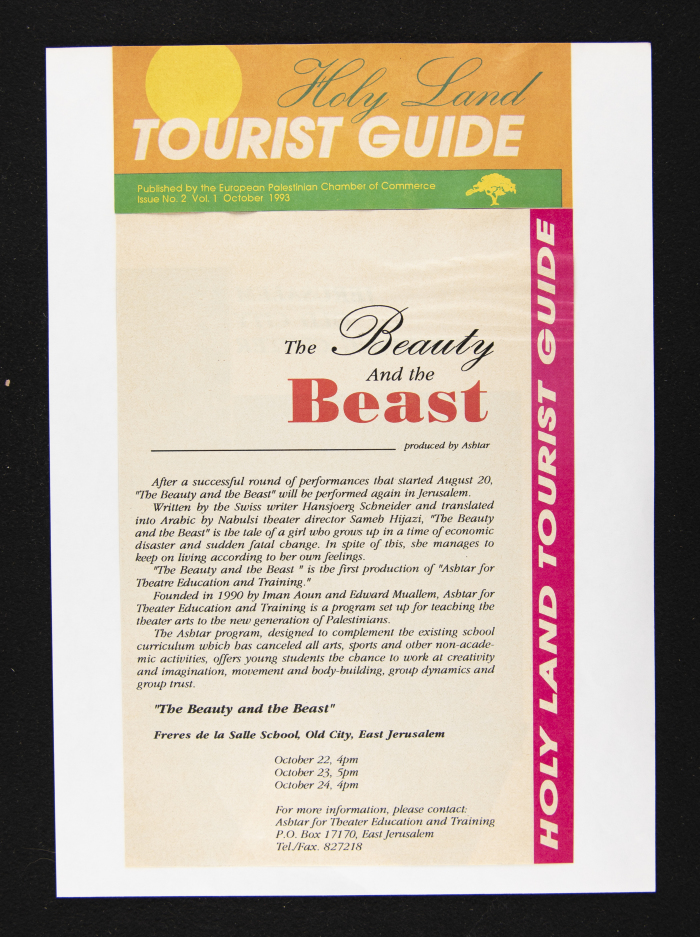 Holy Land
TOURIST GUIDE
Published by the European Palestinian Chamber of Commerce
Issue No. 2 Vol. 1 October 1993
HOLY LAND TOURIST GUIDE
The Beauty
And the
Beast
produced by Ashtar
After a successful round of performances that started August 20,
"The Beauty and the Beast" will be performed again in Jerusalem.
Written by the Swiss writer Hansjoerg Schneider and translated
into Arabic by Nabulsi theater director Sameh Hijazi, "The Beauty
and the Beast" is the tale of a girl who grows up in a time of economic
disaster and sudden fatal change. In spite of this, she manages to
keep on living according to her own feelings.
"The Beauty and the Beast " is the first production of "Ashtar for
Theatre Education and Training."
Founded in 1990 by Iman Aoun and Edward Muallem, Ashtar for
Theater Education and Training is a program set up for teaching the
theater arts to the new generation of Palestinians.
The Ashtar program, designed to complement the existing school
curriculum which has canceled all arts, sports and other non-acade-
mic activities, offers young students the chance to work at creativity
and imagination, movement and body-building, group dynamics and
group trust.
"The Beauty and the Beast"
Freres de la Salle School, Old City, East Jerusalem
October 22, 4pm
October 23, 5pm
October 24, 4pm
For more information, please contact:
Ashtar for Theater Education and Training
P.O. Box 17170, East Jerusalem
Tel./Fax. 827218